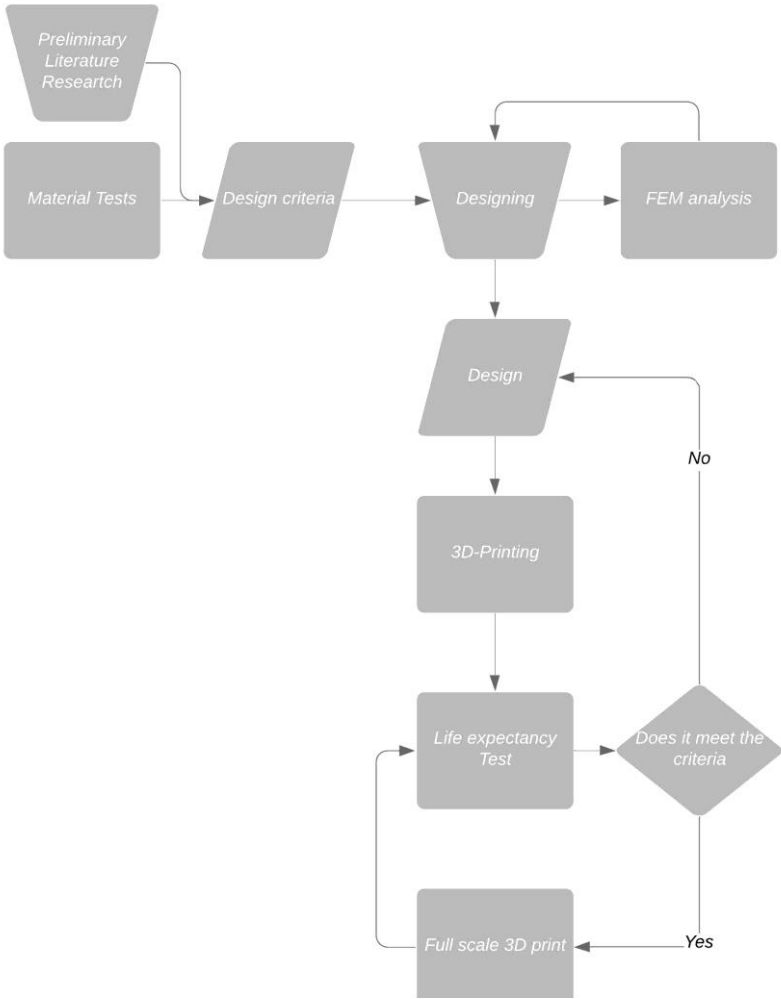 Preliminary
Literature
Researtch
Material Tests
Design criteria
Designing
FEM analysis
Design
No
3D-Printing
Life expectancy
Test
Does it meet the
criteria
Full scale 3D print
Yes